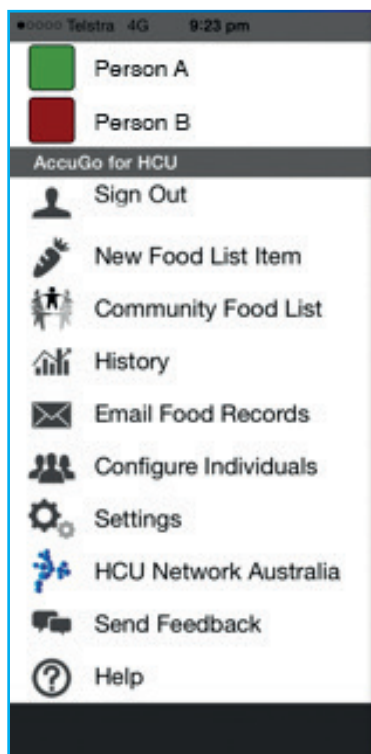 Telstra 4G 9:23 pm
Person A
Person B
AccuGo for HCU
Sign Out
New Food List Item
Community Food List
History
Email Food Records
Configure Individuals
Settings
HCU Network Australia
Send Feedback
Help